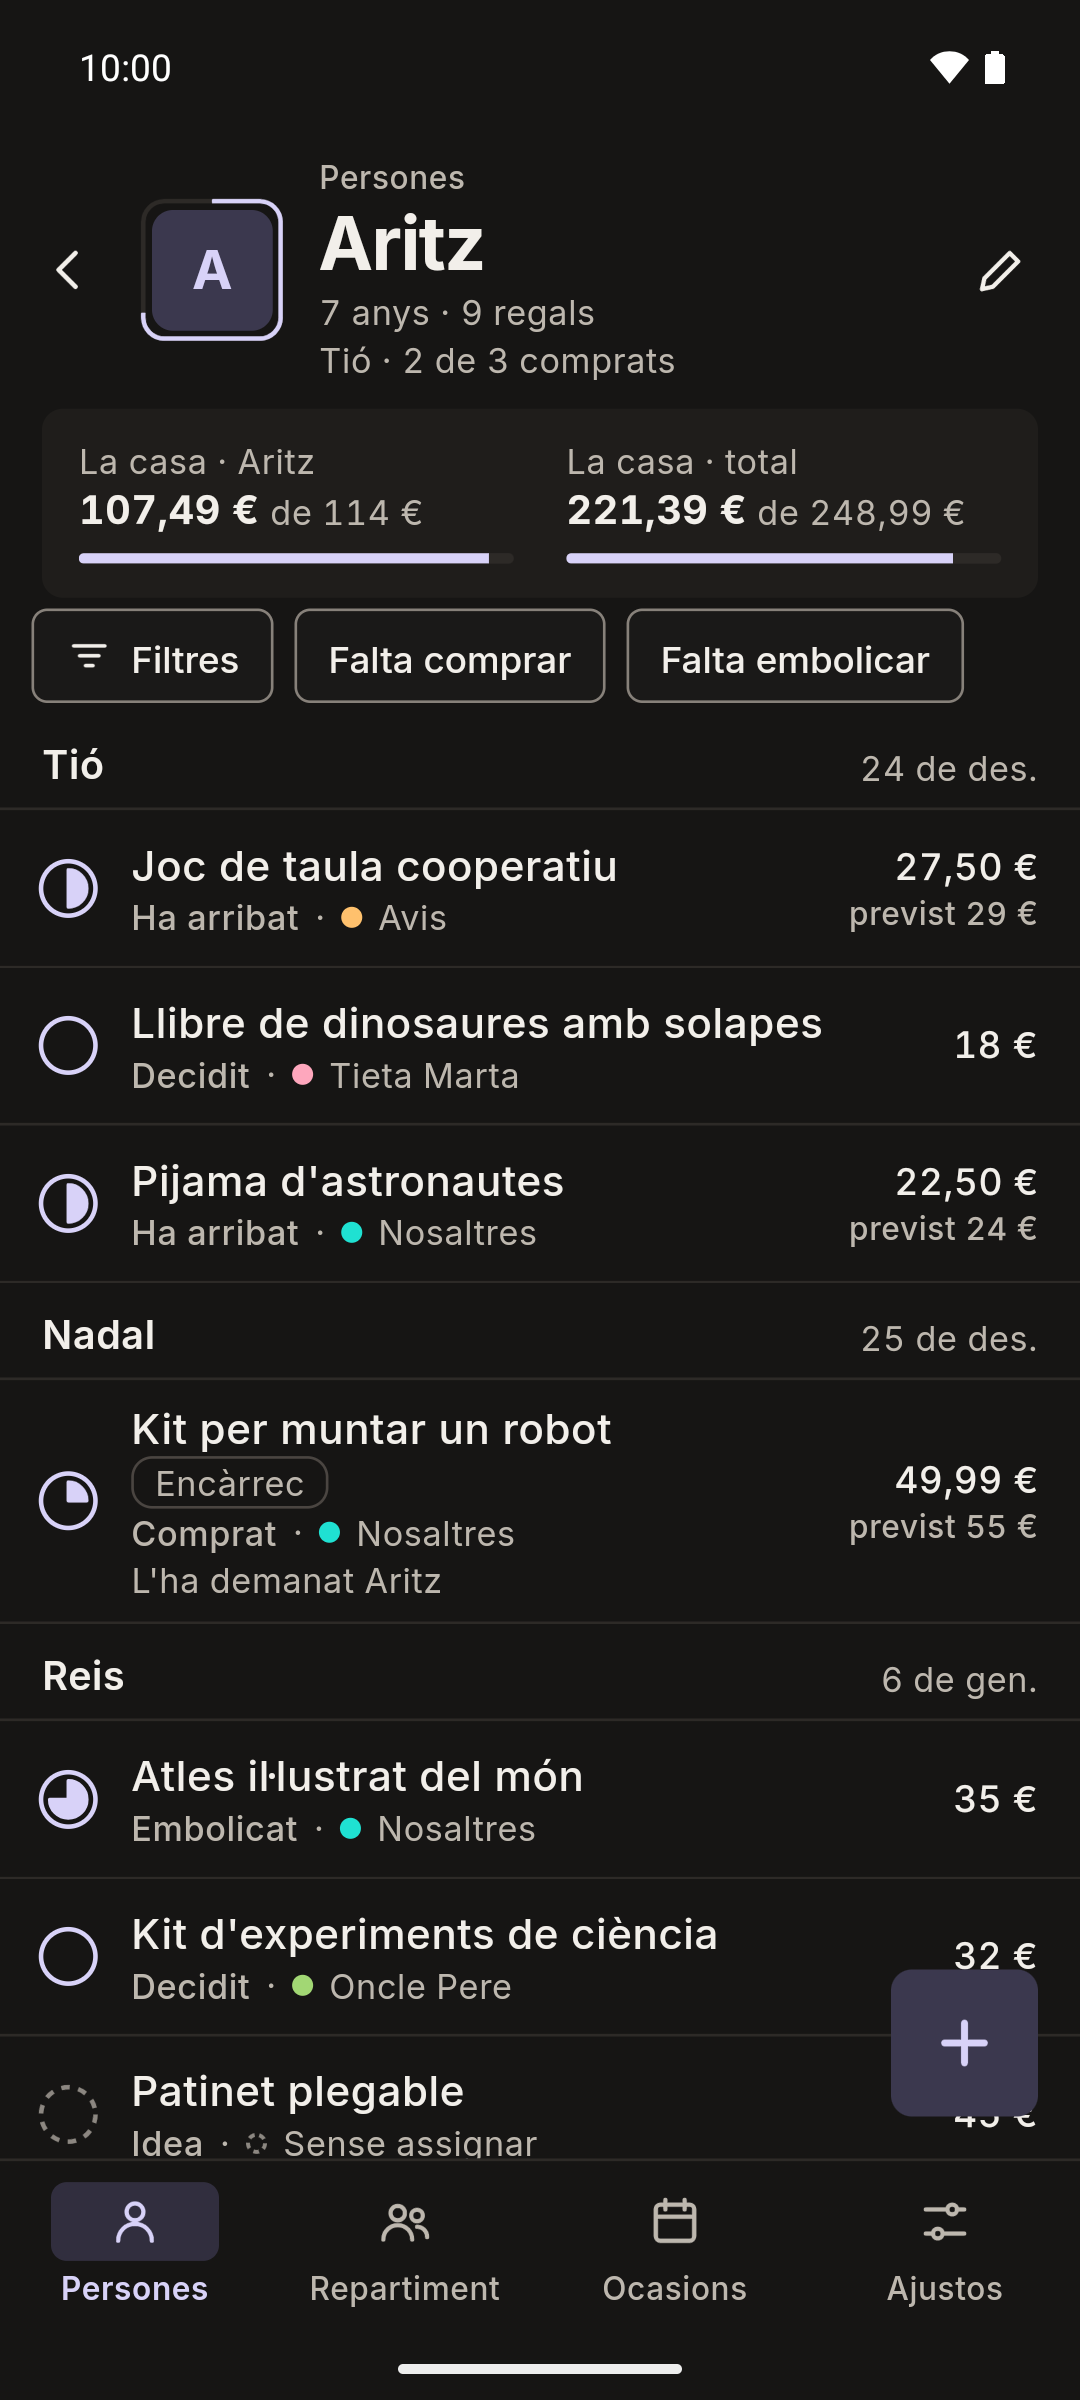 10:00
Persones
A
Aritz
7 anys · 9 regals
Tió · 2 de 3 comprats
La casa · Aritz
107,49 € de 114 €
La casa · total
221,39 € de 248,99 €
Filtres
Falta comprar
Falta embolicar
Tió
24 de des.
Joc de taula cooperatiu
27,50 €
Ha arribat · Avis
previst 29 €
Llibre de dinosaures amb solapes
18 €
Decidit · Tieta Marta
Pijama d'astronautes
22,50 €
Ha arribat · Nosaltres
previst 24 €
Nadal
25 de des.
Kit per muntar un robot
Encàrrec
49,99 €
Comprat · Nosaltres
previst 55 €
L'ha demanat Aritz
Reis
6 de gen.
Atles il·lustrat del món
35 €
Embolicat · Nosaltres
Kit d'experiments de ciència
32 €
Decidit · Oncle Pere
Patinet plegable
Idea · Sense assignar
Persones
Repartiment
Ocasions
Ajustos